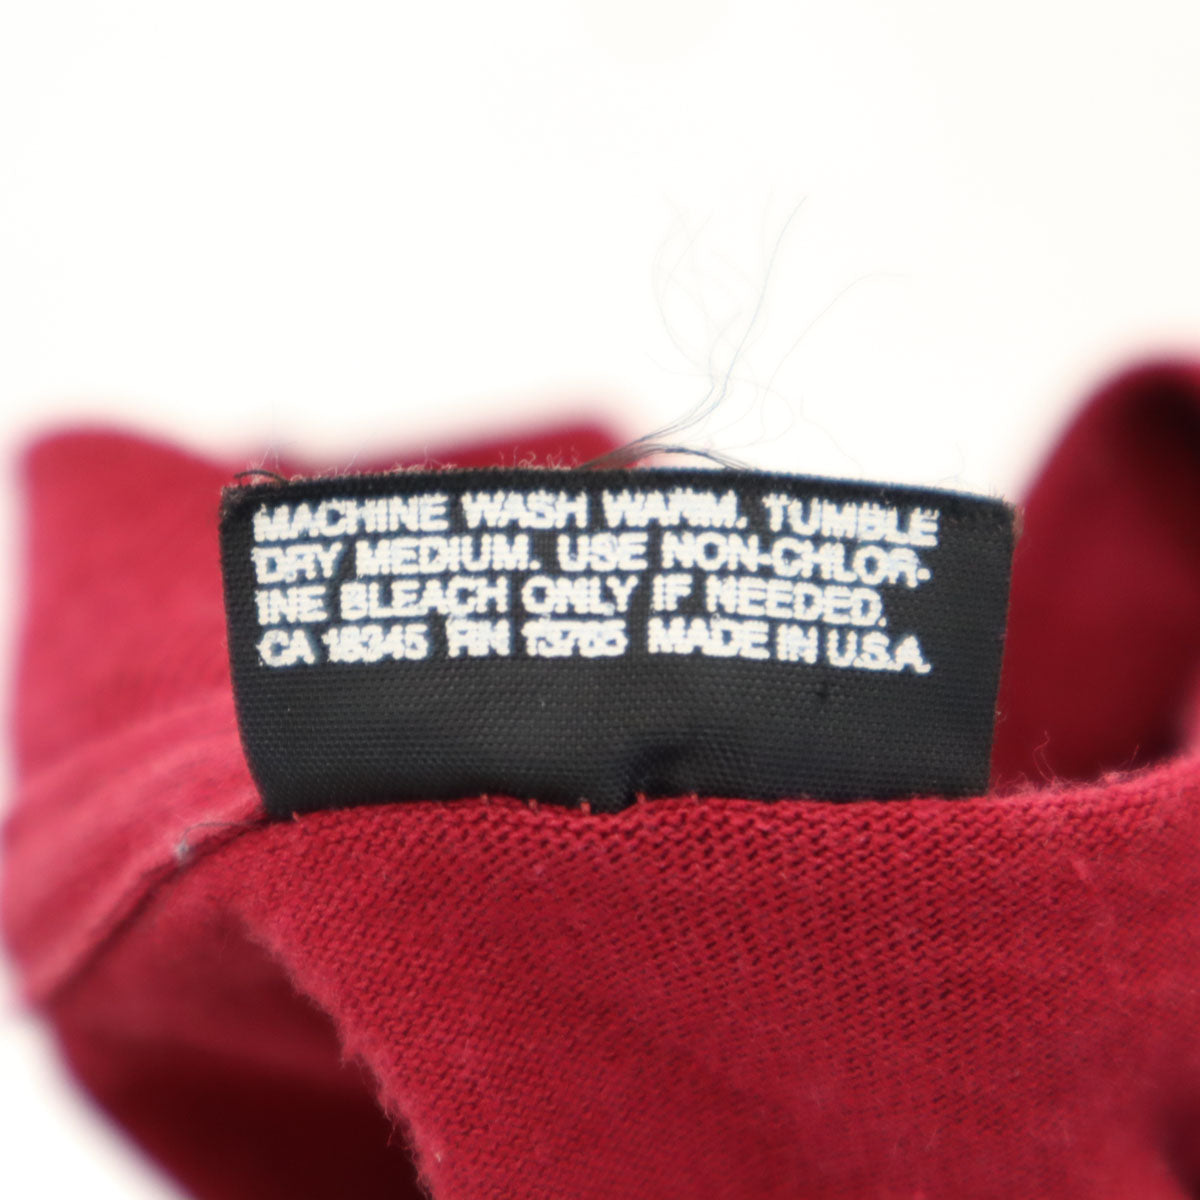 MACHINE WASH WARM. TUMBLE
DRY MEDIUM. USE NON-CHLOR-
INE BLEACH ONLY IF NEEDED.
CA 18345 RN 13765 MADE IN U.S.A.